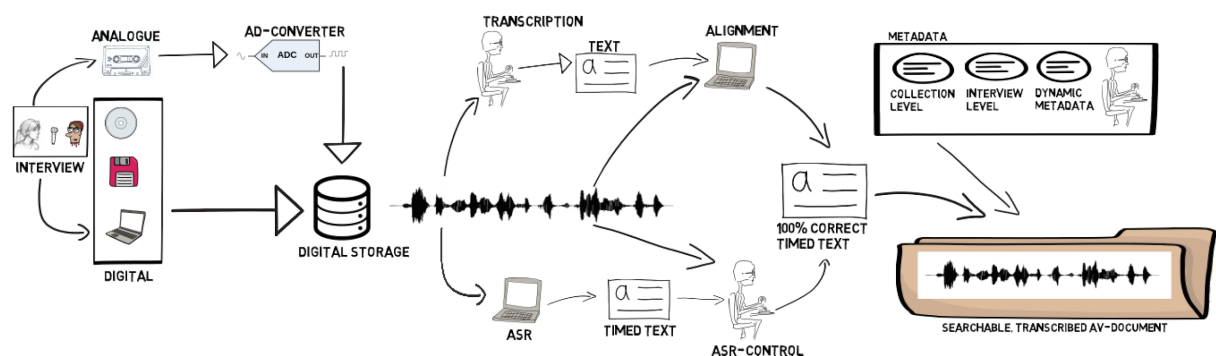 ANALOGUE
AD-CONVERTER
IN ADC OUT
INTERVIEW
DIGITAL
DIGITAL STORAGE
TRANSCRIPTION
TEXT
a
ALIGNMENT
ASR
a
TIMED TEXT
ASR-CONTROL
a
100% CORRECT
TIMED TEXT
METADATA
COLLECTION
LEVEL
INTERVIEW
LEVEL
DYNAMIC
METADATA
SEARCHABLE, TRANSCRIBED AV-DOCUMENT